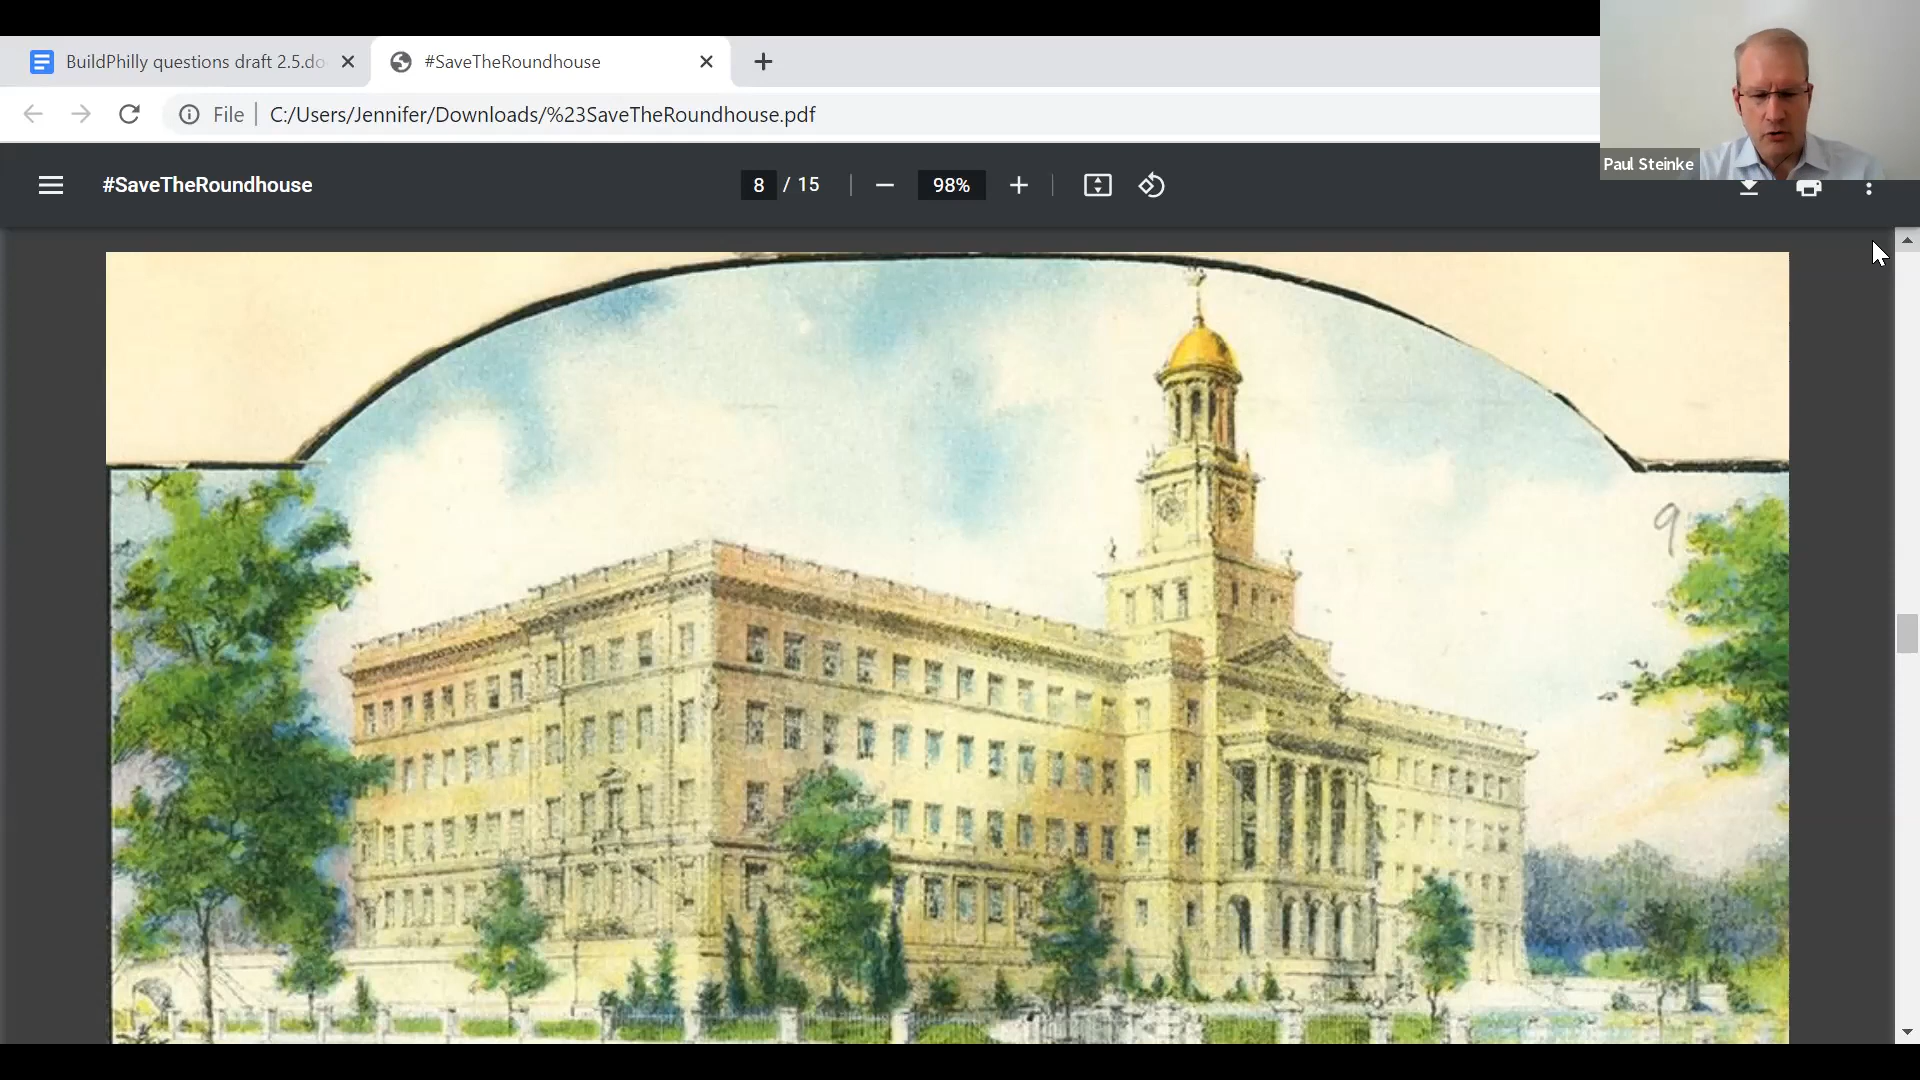 BuildPhilly questions draft 2.5.do
#SaveTheRoundhouse
File
C:/Users/Jennifer/Downloads/%23SaveTheRoundhouse.pdf
Paul Steinke
#SaveTheRoundhouse
8 / 15
98%
9